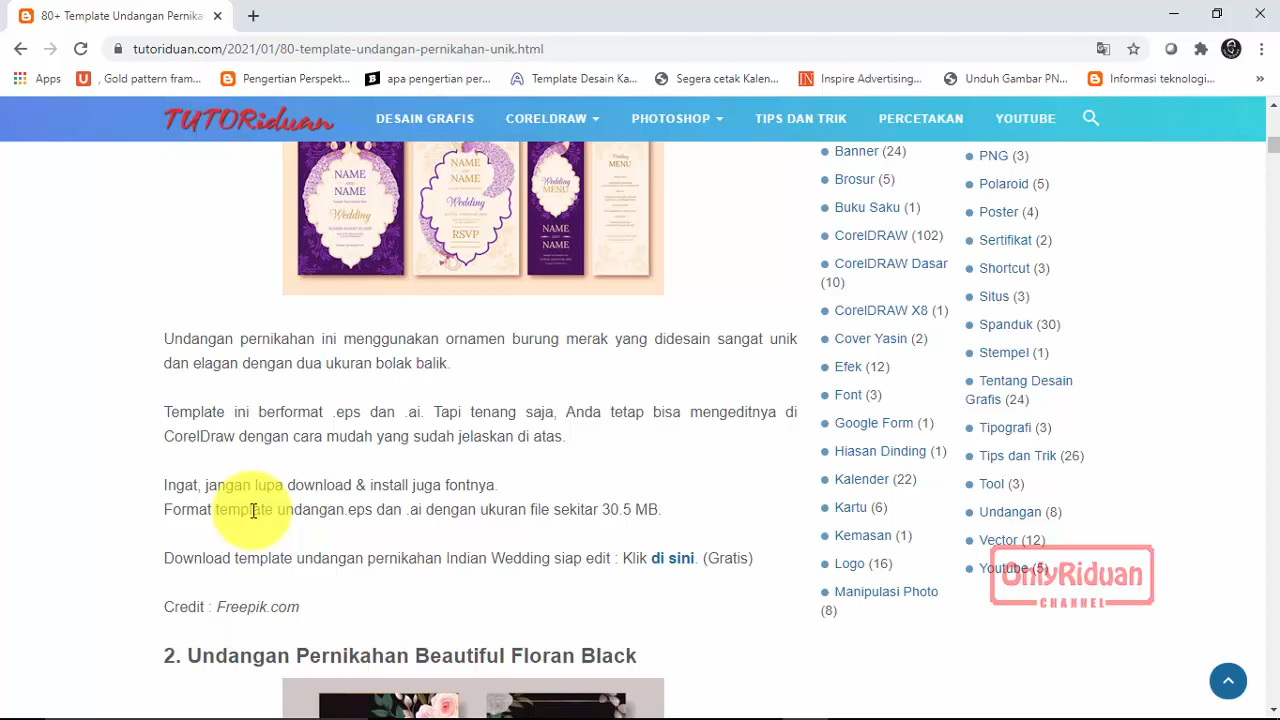 80+ Template Undangan Pernika
tutoriduan.com/2021/01/80-template-undangan-pernikahan-unik.html
Apps , Gold pattern fram... Pengertian Perspekt... apa pengertian per... Template Desain Ka... Segera Cetak Kalen... Inspire Advertising... Unduh Gambar PN... Informasi teknologi...
TUTORiduan DESAIN GRAFIS CORELDRAW PHOTOSHOP TIPS DAN TRIK PERCETAKAN YOUTUBE
NAME
AND
NAME
Wedding
NAME
AND
NAME
Wedding
RSVP
Wedding
MENU
NAME
AND
NAME
Wedding
MENU
Undangan pernikahan ini menggunakan ornamen burung merak yang didesain sangat unik
dan elagan dengan dua ukuran bolak balik.
Template ini berformat .eps dan .ai. Tapi tenang saja, Anda tetap bisa mengeditnya di
CorelDraw dengan cara mudah yang sudah jelaskan di atas.
Ingat, jangan lupa download & install juga fontnya.
Format template undangan.eps dan .ai dengan ukuran file sekitar 30.5 MB.
Download template undangan pernikahan Indian Wedding siap edit : Klik di sini. (Gratis)
Credit : Freepik.com
2. Undangan Pernikahan Beautiful Floran Black
Banner (24)
Brosur (5)
Buku Saku (1)
CorelDRAW (102)
CorelDRAW Dasar
(10)
CorelDRAW X8 (1)
Cover Yasin (2)
Efek (12)
Font (3)
Google Form (1)
Hiasan Dinding (1)
Kalender (22)
Kartu (6)
Kemasan (1)
Logo (16)
Manipulasi Photo
(8)
PNG (3)
Polaroid (5)
Poster (4)
Sertifikat (2)
Shortcut (3)
Situs (3)
Spanduk (30)
Stempel (1)
Tentang Desain
Grafis (24)
Tipografi (3)
Tips dan Trik (26)
Tool (3)
Undangan (8)
Vector (12)
Youtube (5)
OnlyRiduan
CHANNEL